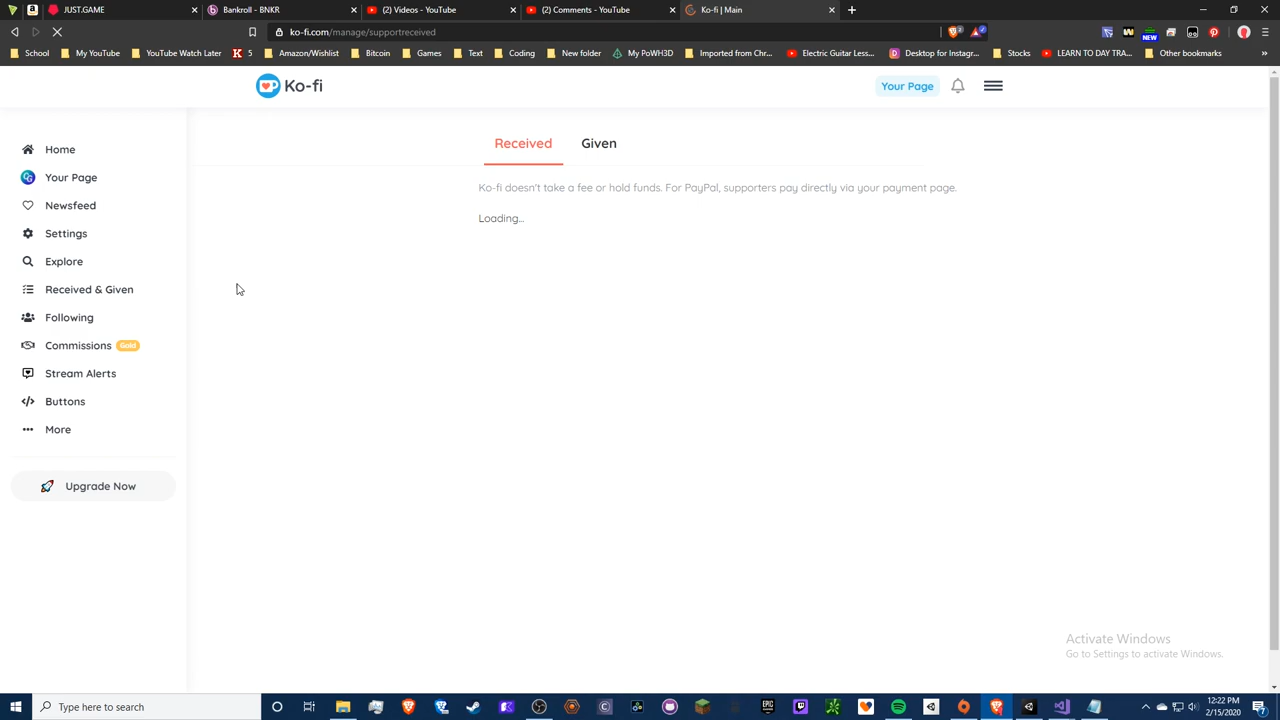 JUST.GAME
Bankroll - BNKR
(2) Videos - YouTube
(2) Comments - YouTube
Ko-fi | Main
ko-fi.com/manage/supportreceived
NEW
School
My YouTube
YouTube Watch Later
Amazon/Wishlist
Bitcoin
Games
Text
Coding
New folder
My PoWH3D
Imported from Chr...
Electric Guitar Less...
Desktop for Instagr...
Stocks
LEARN TO DAY TRA...
Other bookmarks
Ko-fi
Your Page
Received
Given
Home
Your Page
Newsfeed
Settings
Explore
Received & Given
Following
Commissions Gold
Stream Alerts
Buttons
More
Upgrade Now
Ko-fi doesn't take a fee or hold funds. For PayPal, supporters pay directly via your payment page.
Loading...
Activate Windows
Go to Settings to activate Windows.
Type here to search
EPIC
12:22 PM
2/15/2020